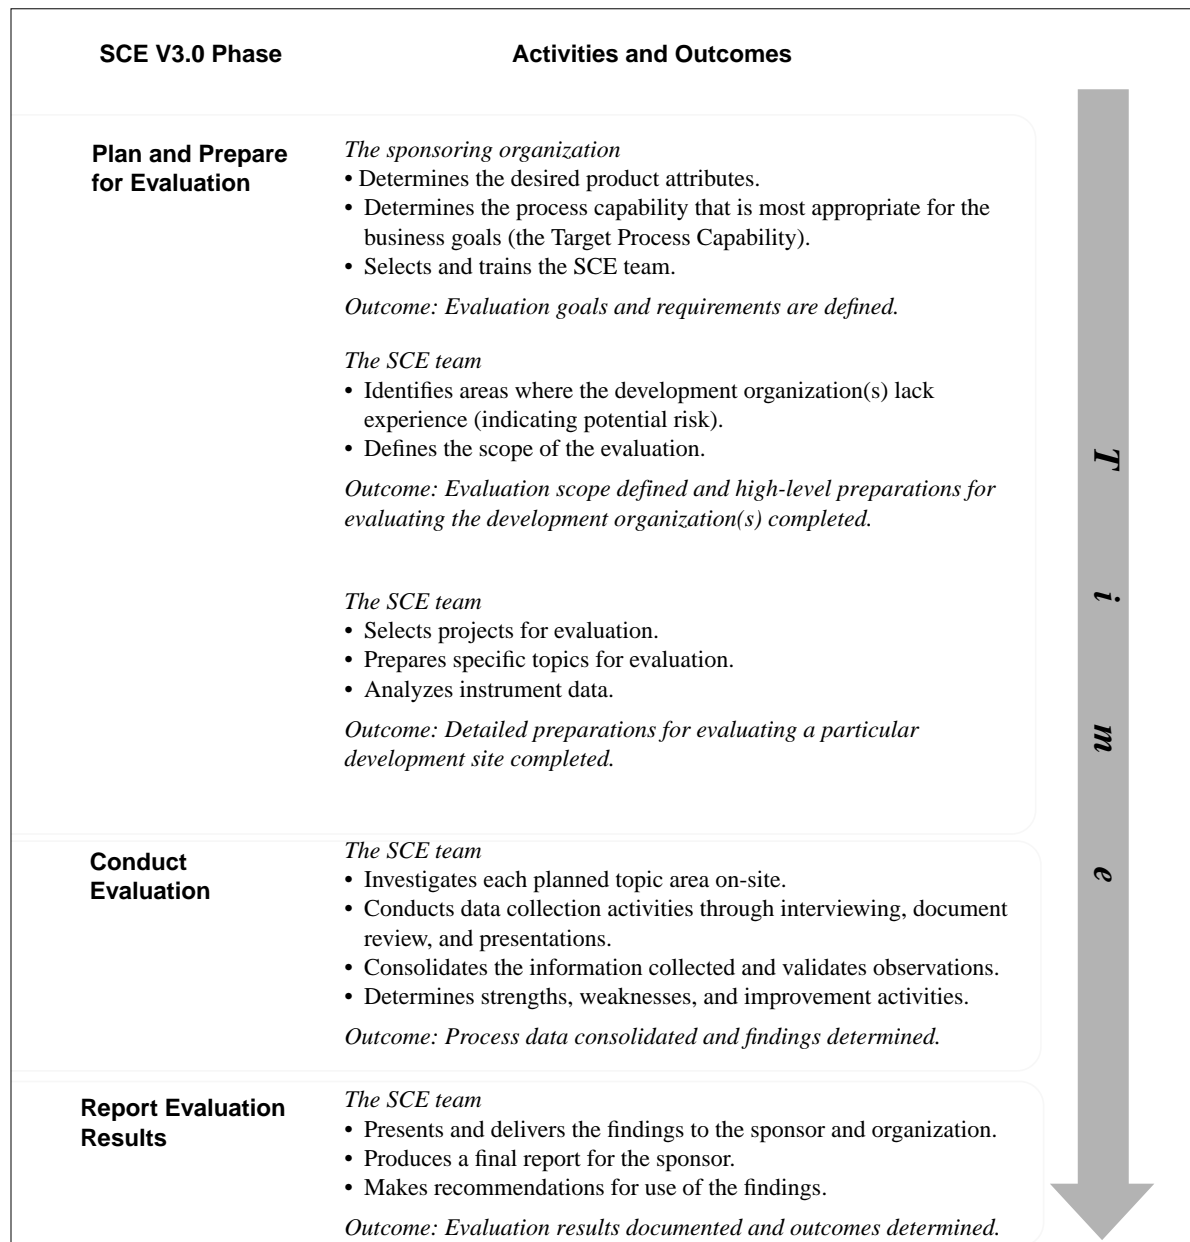 SCE V3.0 Phase
Activities and Outcomes
Plan and Prepare
for Evaluation
The sponsoring organization
• Determines the desired product attributes.
• Determines the process capability that is most appropriate for the
business goals (the Target Process Capability).
• Selects and trains the SCE team.
Outcome: Evaluation goals and requirements are defined.
The SCE team
• Identifies areas where the development organization(s) lack
experience (indicating potential risk).
• Defines the scope of the evaluation.
Outcome: Evaluation scope defined and high-level preparations for
evaluating the development organization(s) completed.
The SCE team
• Selects projects for evaluation.
• Prepares specific topics for evaluation.
• Analyzes instrument data.
Outcome: Detailed preparations for evaluating a particular
development site completed.
Conduct
Evaluation
The SCE team
• Investigates each planned topic area on-site.
• Conducts data collection activities through interviewing, document
review, and presentations.
• Consolidates the information collected and validates observations.
• Determines strengths, weaknesses, and improvement activities.
Outcome: Process data consolidated and findings determined.
Report Evaluation
Results
The SCE team
• Presents and delivers the findings to the sponsor and organization.
• Produces a final report for the sponsor.
• Makes recommendations for use of the findings.
Outcome: Evaluation results documented and outcomes determined.
Time